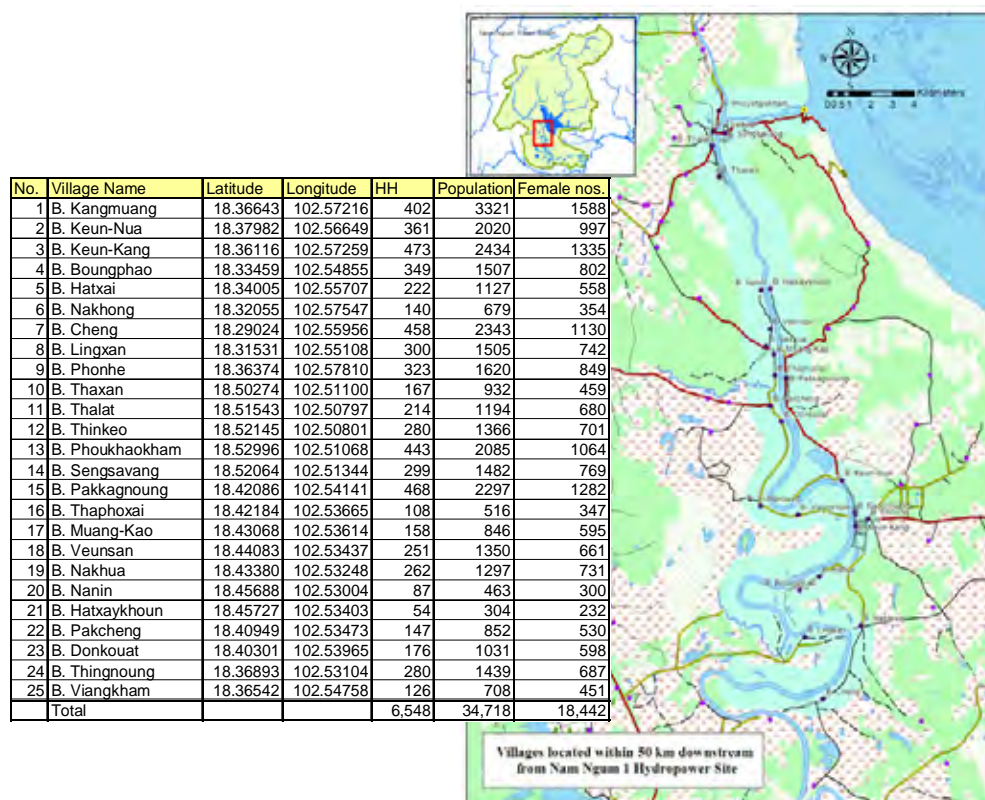 No. Village Name Latitude Longitude HH Population Female nos.
1 B. Kangmuang 18.36643 102.57216 402 3321 1588
2 B. Keun-Nua 18.37982 102.56649 361 2020 997
3 B. Keun-Kang 18.36116 102.57259 473 2434 1335
4 B. Boungphao 18.33459 102.54855 349 1507 802
5 B. Hatxai 18.34005 102.55707 222 1127 558
6 B. Nakhong 18.32055 102.57547 140 679 354
7 B. Cheng 18.29024 102.55956 458 2343 1130
8 B. Lingxan 18.31531 102.55108 300 1505 742
9 B. Phonhe 18.36374 102.57810 323 1620 849
10 B. Thaxan 18.50274 102.51100 167 932 459
11 B. Thalat 18.51543 102.50797 214 1194 680
12 B. Thinkeo 18.52145 102.50801 280 1366 701
13 B. Phoukhaokham 18.52996 102.51068 443 2085 1064
14 B. Sengsavang 18.52064 102.51344 299 1482 769
15 B. Pakkagnoung 18.42086 102.54141 468 2297 1282
16 B. Thaphoxai 18.42184 102.53665 108 516 347
17 B. Muang-Kao 18.43068 102.53614 158 846 595
18 B. Veunsan 18.44083 102.53437 251 1350 661
19 B. Nakhua 18.43380 102.53248 262 1297 731
20 B. Nanin 18.45688 102.53004 87 463 300
21 B. Hatxaykhoun 18.45727 102.53403 54 304 232
22 B. Pakcheng 18.40949 102.53473 147 852 530
23 B. Donkouat 18.40301 102.53965 176 1031 598
24 B. Thingnoung 18.36893 102.53104 280 1439 687
25 B. Viangkham 18.36542 102.54758 126 708 451
Total 6,548 34,718 18,442
N
E
Kilometers
2 3 4
Villages located within 50 km downstream
from Nam Ngum 1 Hydropower Site